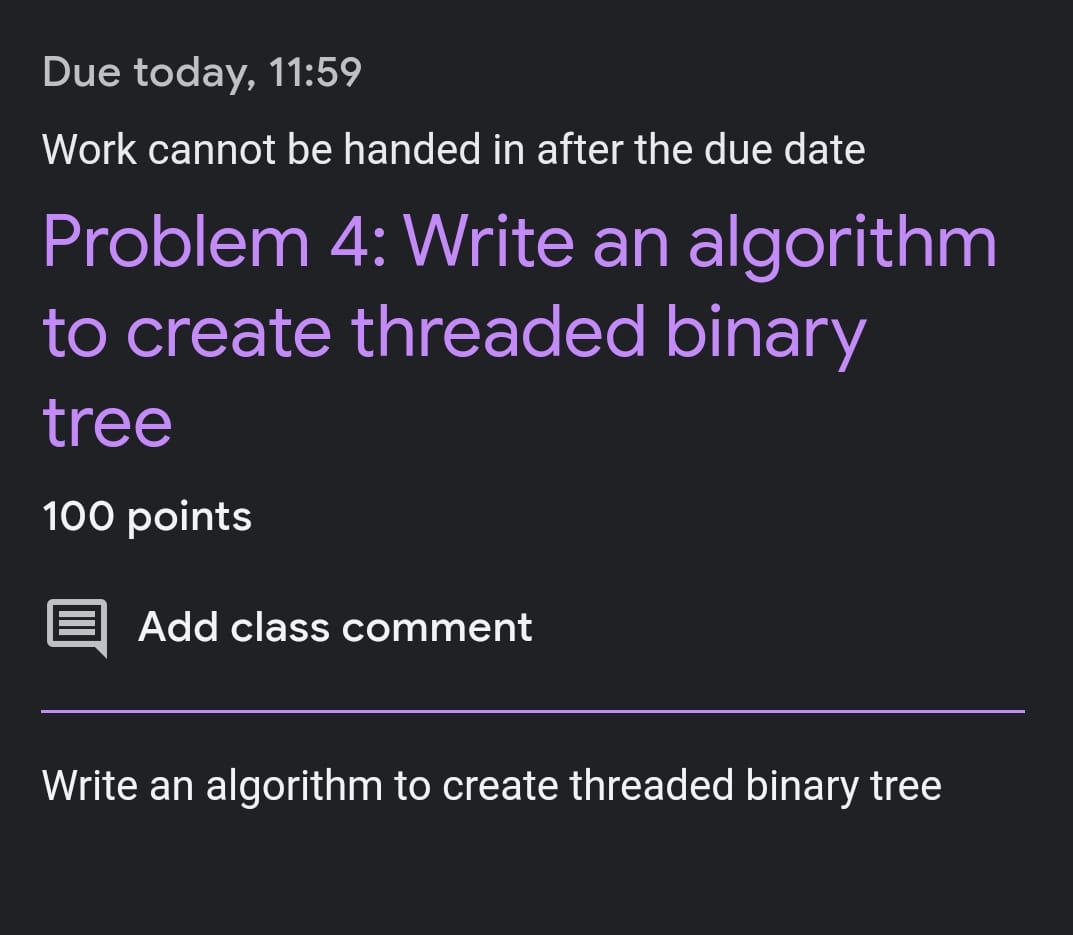 Due today, 11:59
Work cannot be handed in after the due date
Problem 4: Write an algorithm
to create threaded binary
tree
100 points
Add class comment
Write an algorithm to create threaded binary tree